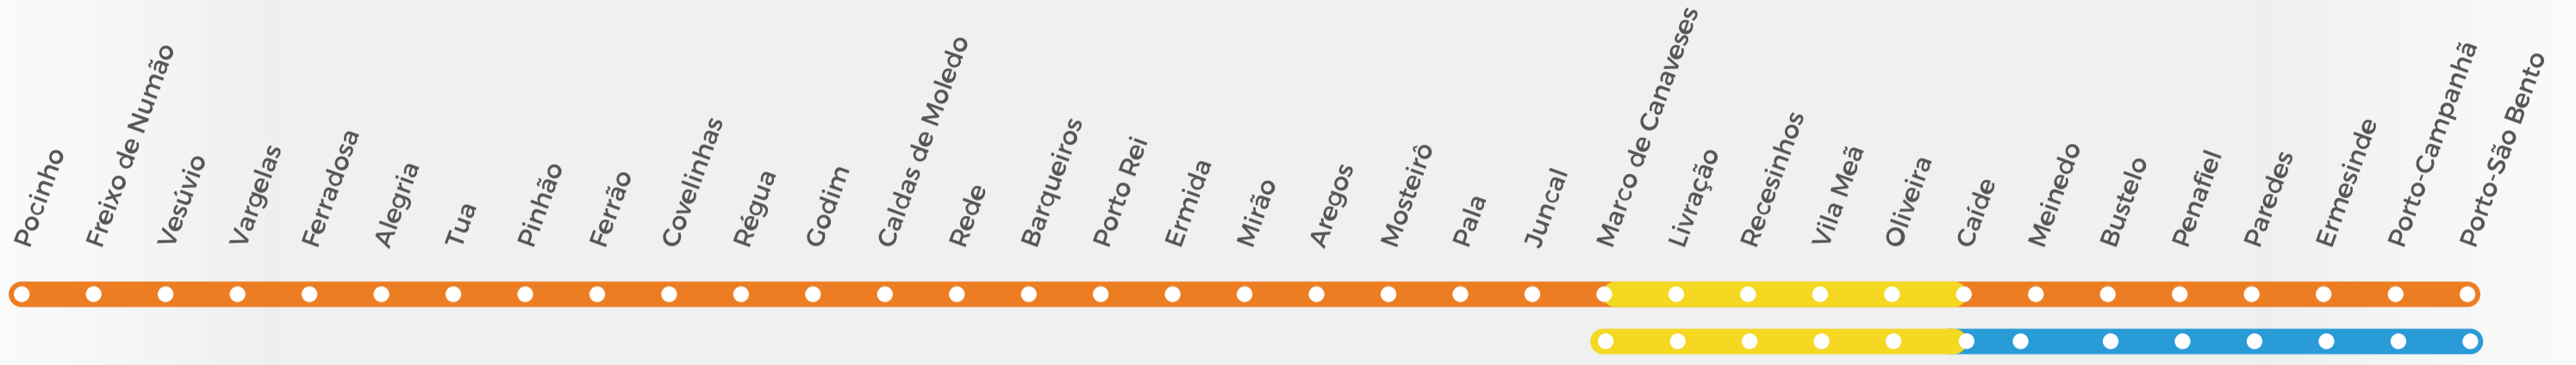 Pocinho
Freixo de Numão
Vesúvio
Vargelas
Ferradosa
Alegria
Tua
Pinhão
Ferrão
Covelinhas
Régua
Godim
Caldas de Moledo
Rede
Barqueiros
Porto Rei
Ermida
Mirão
Aregos
Mosteirô
Pala
Juncal
Marco de Canaveses
Livração
Recesinhos
Vila Meã
Oliveira
Caíde
Meinedo
Bustelo
Penafiel
Paredes
Ermesinde
Porto-Campanhã
Porto-São Bento